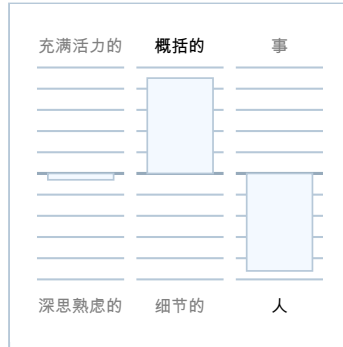 充满活力的 概括的 事
深思熟虑的 细节的 人